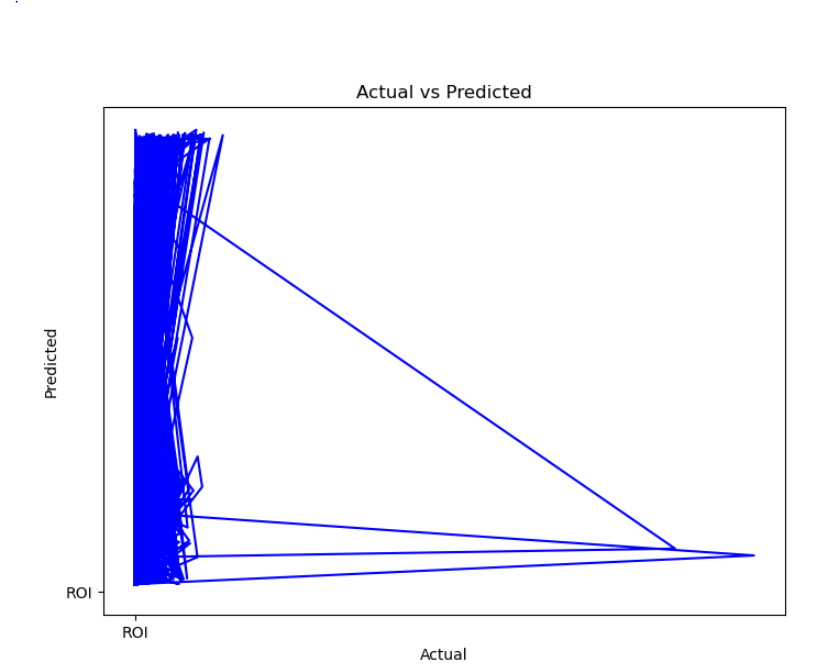 Actual vs Predicted
Predicted
ROI
ROI
Actual